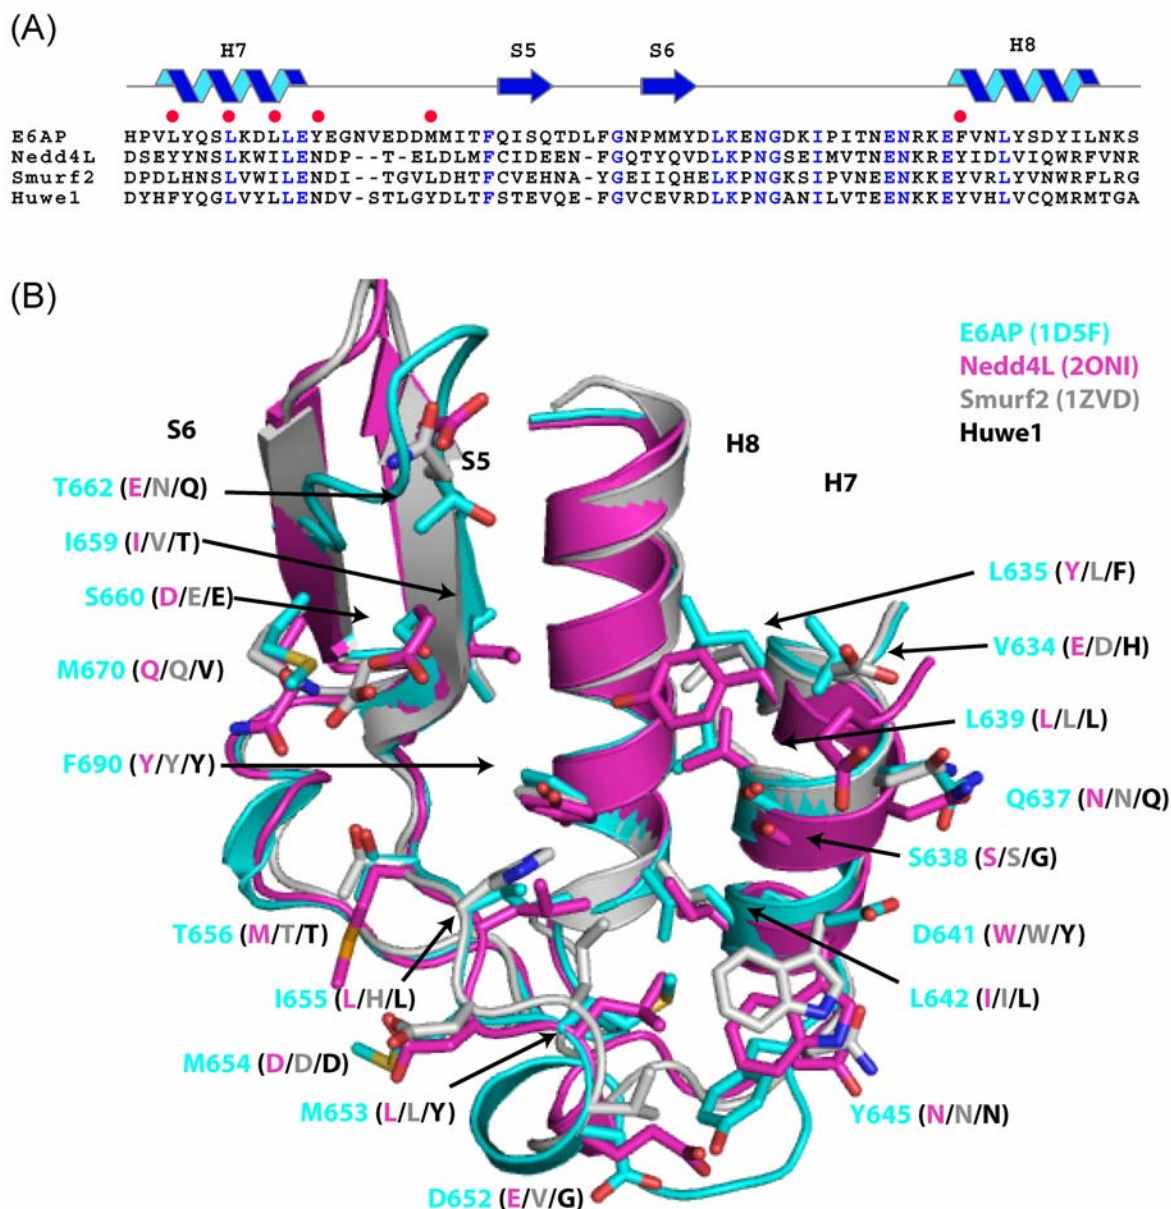 (A)
H7 S5 S6 H8
E6AP HPVLYQSLKDLLEYEGNVEDDMMITFQISQTDLFGNPMMYDLKENGDKIPITNENRKEFVNLYSDYILNKS
Nedd4L DSEYYNSLKWILENDP--T-ELDLMFCIDEENFGQTYQVDLKPNGSEIMVTNENKREYIDLVIQWRFVNR
Smurf2 DPDLHNSLVWILENDI--TGVLDHTFCVEHNA-YGEIIQHELKPNGKSIPVNEENKKEYVRLYVNWRFLRG
Huwe1 DYHFYQGLVYLLENDV-STLGYDLTFSTEVQE-FGVCEVRDLKPNGANILVTEENKKEYVHLVCQMRMTGA
(B)
E6AP (1D5F)
Nedd4L (2ONI)
Smurf2 (1ZVD)
Huwe1
S6
S5
H8
H7
T662 (E/N/Q)
I659 (I/V/T)
S660 (D/E/E)
M670 (Q/Q/V)
F690 (Y/Y/Y)
L635 (Y/L/F)
V634 (E/D/H)
L639 (L/L/L)
Q637 (N/N/Q)
S638 (S/S/G)
T656 (M/T/T)
D641 (W/W/Y)
I655 (L/H/L)
L642 (I/I/L)
M654 (D/D/D)
M653 (L/L/Y)
Y645 (N/N/N)
D652 (E/V/G)